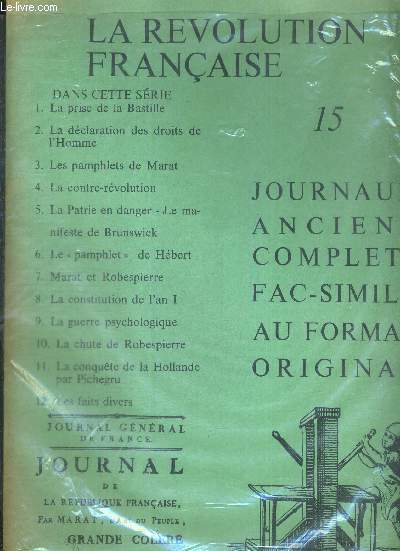 © Le-livre.com
LA REVOLUTION
FRANÇAISE
DANS CETTE SÉRIE
1. La prise de la Bastille
15
2. La déclaration des droits de
l'Homme
3. Les pamphlets de Marat
4. La contre-révolution
5. La Patrie en danger - Le ma-
nifeste de Brunswick
6. Le « pamphlet » de Hébert
7. Marat et Robespierre
8. La constitution de l'an I
9. La guerre psychologique
10. La chute de Robespierre
11. La conquête de la Hollande
par Pichegru
12. Les faits divers
JOURNAU
ANCIEN
COMPLET
FAC-SIMIL
AU FORMA
ORIGINA
JOURNAL GÉNÉRAL
DE FRANCE.
JOURNAL
DE
LA RÉPUBLIQUE FRANÇAISE,
PAR MARAT, L'AMI DU PEUPLE,
GRANDE COLERE